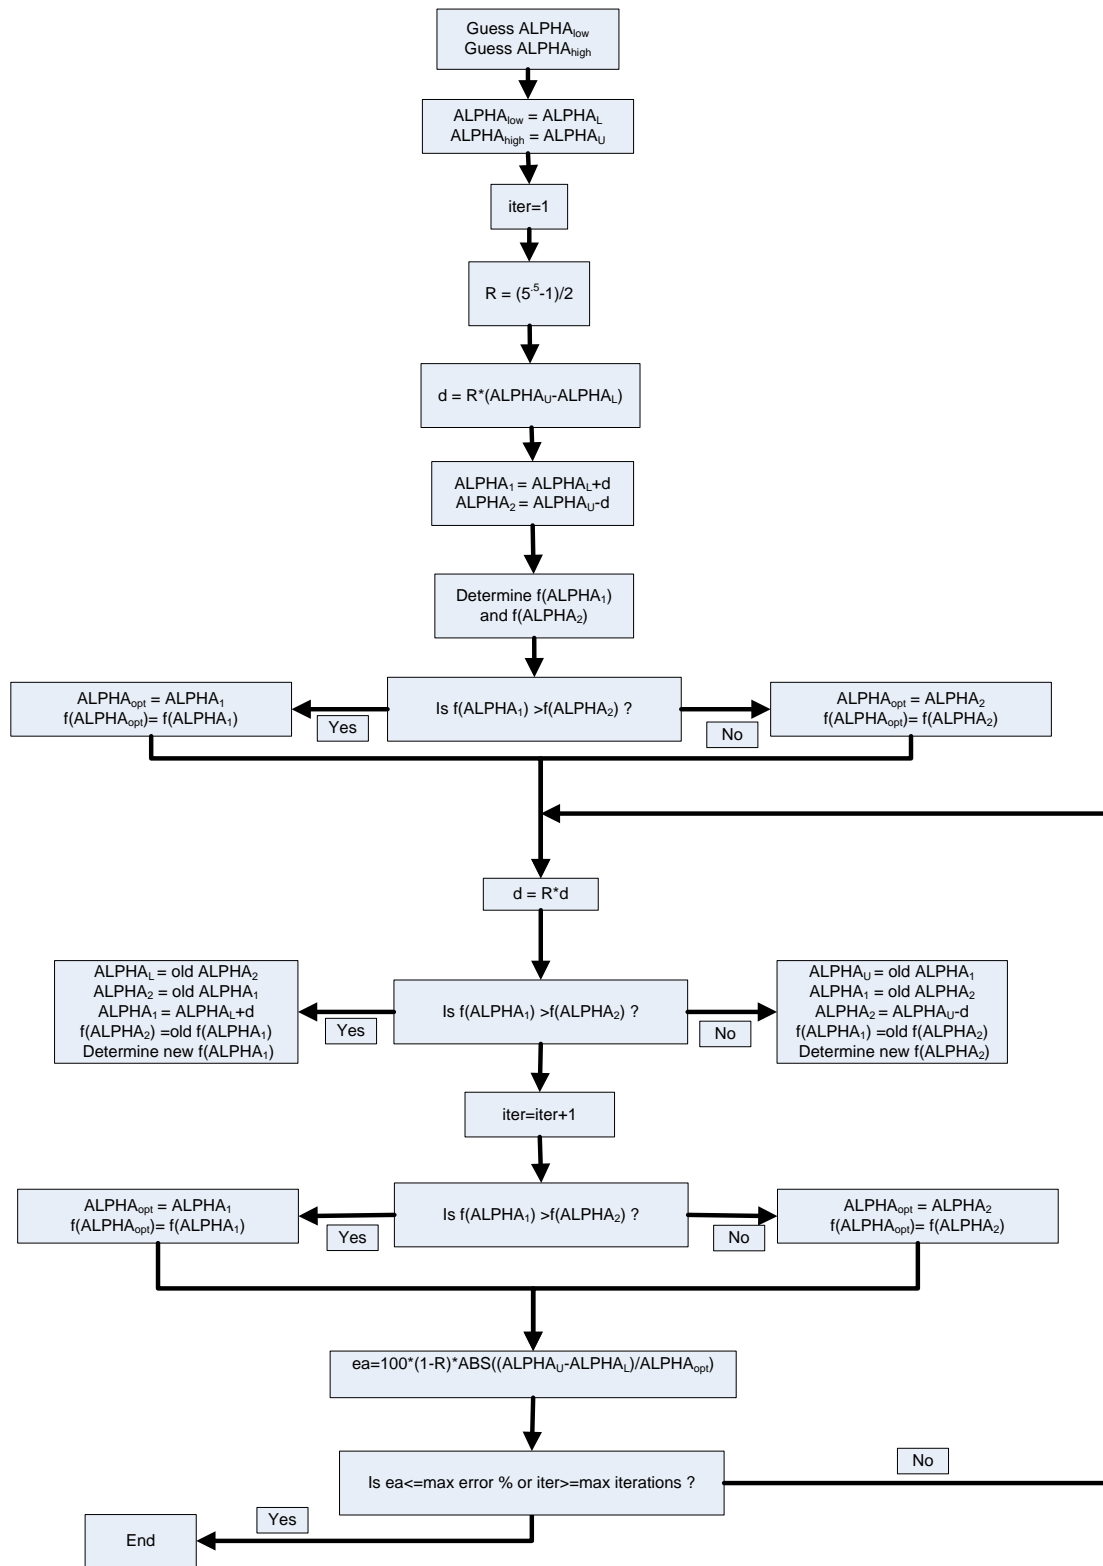 Guess ALPHAlow
Guess ALPHAhigh
ALPHAlow = ALPHAL
ALPHAhigh = ALPHAU
iter=1
R = (5.5-1)/2
d = R*(ALPHAU-ALPHAL)
ALPHA1 = ALPHAL+d
ALPHA2 = ALPHAU-d
Determine f(ALPHA1)
and f(ALPHA2)
ALPHAopt = ALPHA1
f(ALPHAopt)= f(ALPHA1)
Yes
Is f(ALPHA1) >f(ALPHA2) ?
No
ALPHAopt = ALPHA2
f(ALPHAopt)= f(ALPHA2)
d = R*d
ALPHAL = old ALPHA2
ALPHA2 = old ALPHA1
ALPHA1 = ALPHAL+d
f(ALPHA2) =old f(ALPHA1)
Determine new f(ALPHA1)
Yes
Is f(ALPHA1) >f(ALPHA2) ?
No
ALPHAU = old ALPHA1
ALPHA1 = old ALPHA2
ALPHA2 = ALPHAU-d
f(ALPHA1) =old f(ALPHA2)
Determine new f(ALPHA2)
iter=iter+1
ALPHAopt = ALPHA1
f(ALPHAopt)= f(ALPHA1)
Yes
Is f(ALPHA1) >f(ALPHA2) ?
No
ALPHAopt = ALPHA2
f(ALPHAopt)= f(ALPHA2)
ea=100*(1-R)*ABS((ALPHAU-ALPHAL)/ALPHAopt)
Is ea<=max error % or iter>=max iterations ?
No
Yes
End